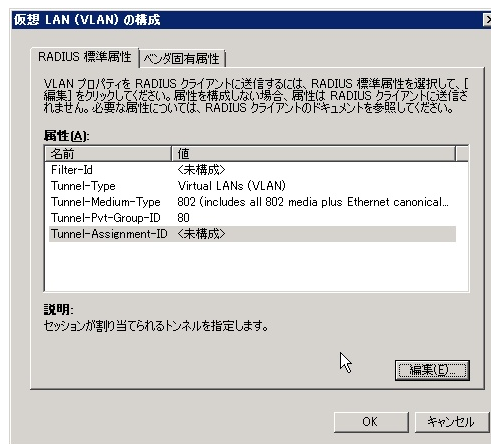 仮想 LAN (VLAN) の構成
RADIUS 標準属性 ベンダ固有属性
VLAN プロパティを RADIUS クライアントに送信するには、RADIUS 標準属性を選択して、[
編集] をクリックしてください。属性を構成しない場合、属性は RADIUS クライアントに送信さ
れません。必要な属性については、RADIUS クライアントのドキュメントを参照してください。
属性(A):
名前 値
Filter-Id <未構成>
Tunnel-Type Virtual LANs (VLAN)
Tunnel-Medium-Type 802 (includes all 802 media plus Ethernet canonical...
Tunnel-Pvt-Group-ID 80
Tunnel-Assignment-ID <未構成>
説明:
セッションが割り当てられるトンネルを指定します。
編集(E)...
OK キャンセル